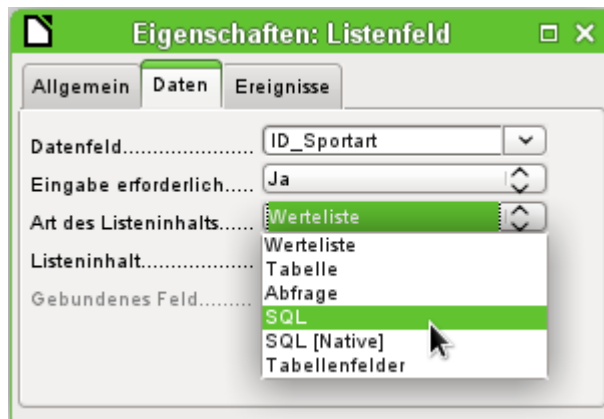 Eigenschaften: Listenfeld
Allgemein Daten Ereignisse
Datenfeld...................... ID_Sportart
Eingabe erforderlich..... Ja
Art des Listeninhalts...... Werteliste
Werteliste
Listeninhalt..................
Tabelle
Abfrage
Gebundenes Feld.........
SQL
SQL [Native]
Tabellenfelder